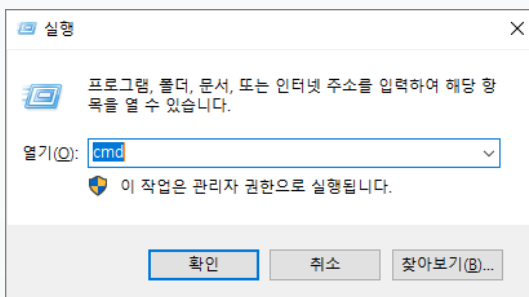 실행
프로그램, 폴더, 문서, 또는 인터넷 주소를 입력하여 해당 항
목을 열 수 있습니다.
열기(O): cmd
이 작업은 관리자 권한으로 실행됩니다.
확인 취소 찾아보기(B)...